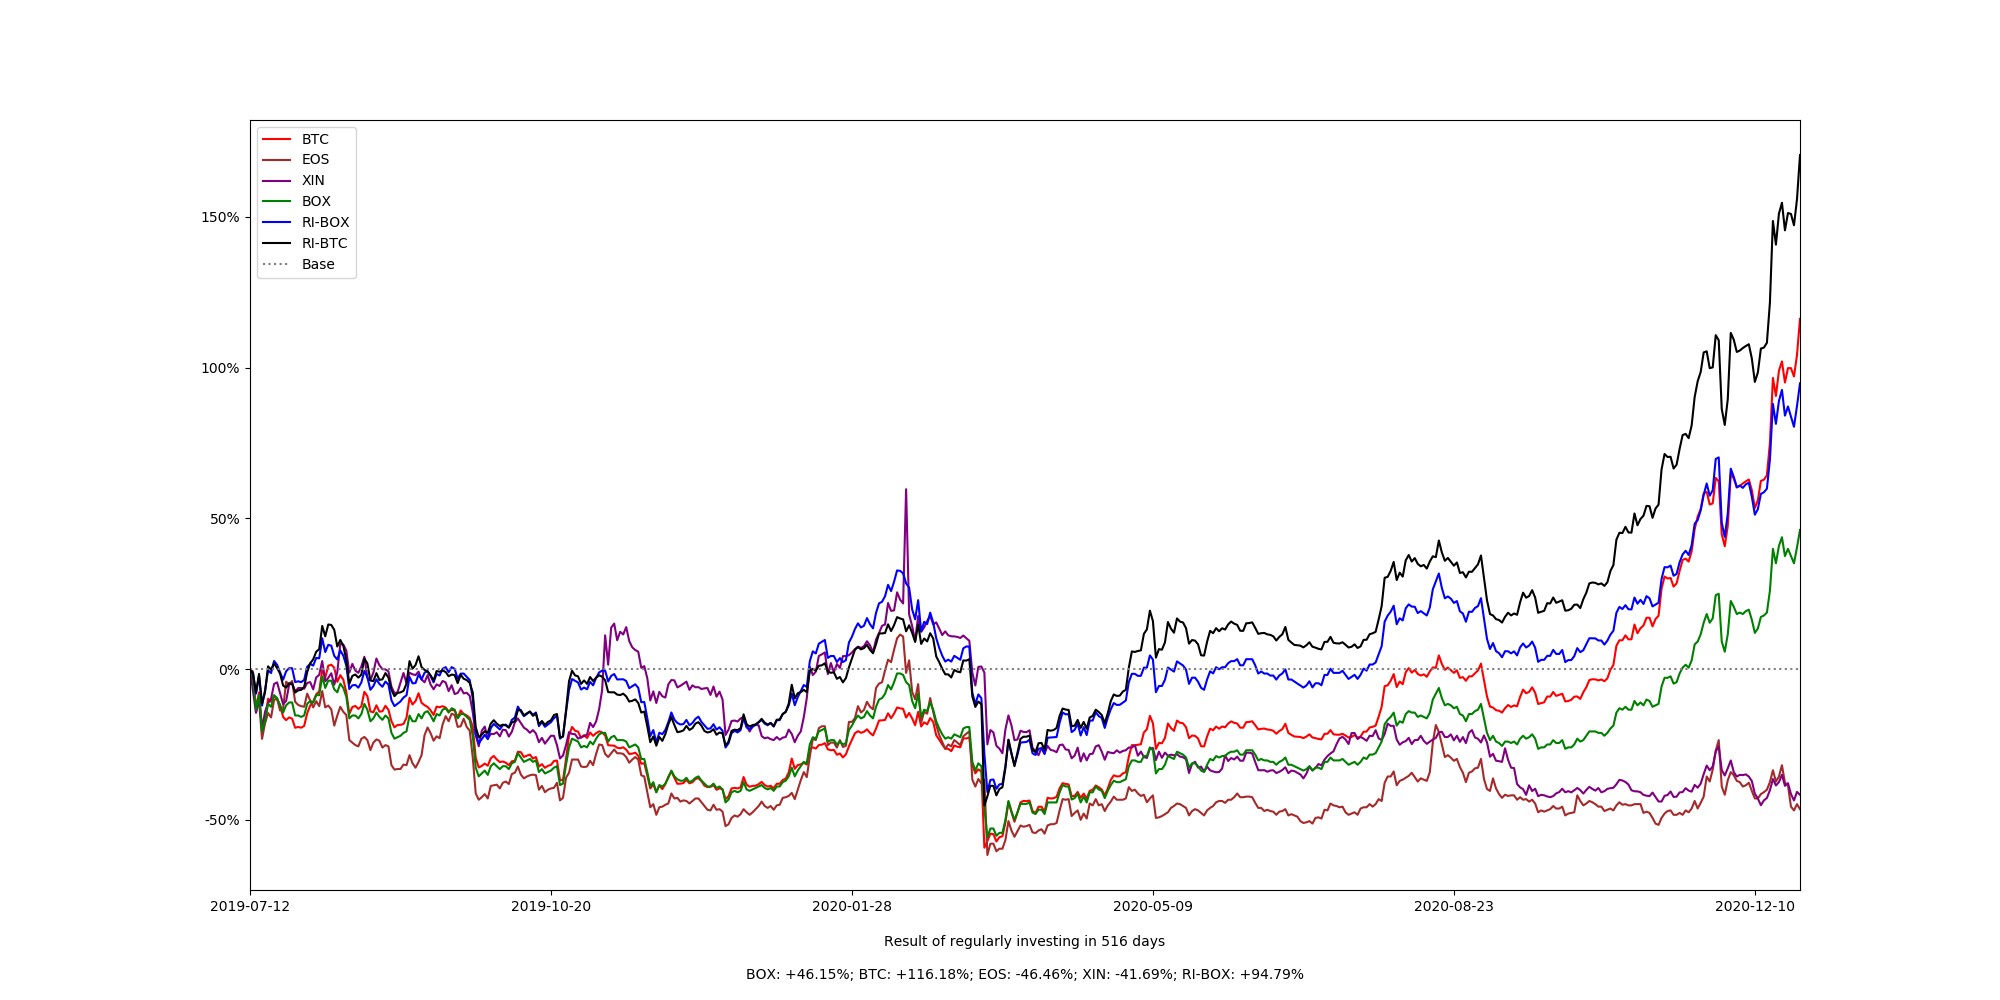 BTC
EOS
XIN
BOX
RI-BOX
RI-BTC
Base
150%
100%
50%
0%
-50%
2019-07-12 2019-10-20 2020-01-28 2020-05-09 2020-08-23 2020-12-10
Result of regularly investing in 516 days
BOX: +46.15%; BTC: +116.18%; EOS: -46.46%; XIN: -41.69%; RI-BOX: +94.79%